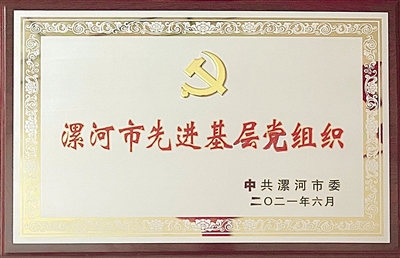 漯河市先进基层党组织
中共漯河市委
二〇二一年六月